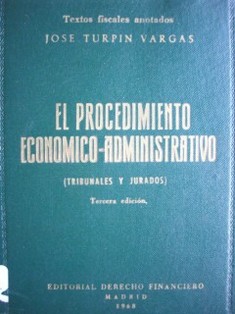 Textos fiscales anotados
JOSE TURPIN VARGAS
EL PROCEDIMIENTO
ECONOMICO-ADMINISTRATIVO
(TRIBUNALES Y JURADOS)
Tercera edición.
EDITORIAL DERECHO FINANCIERO
MADRID
1968